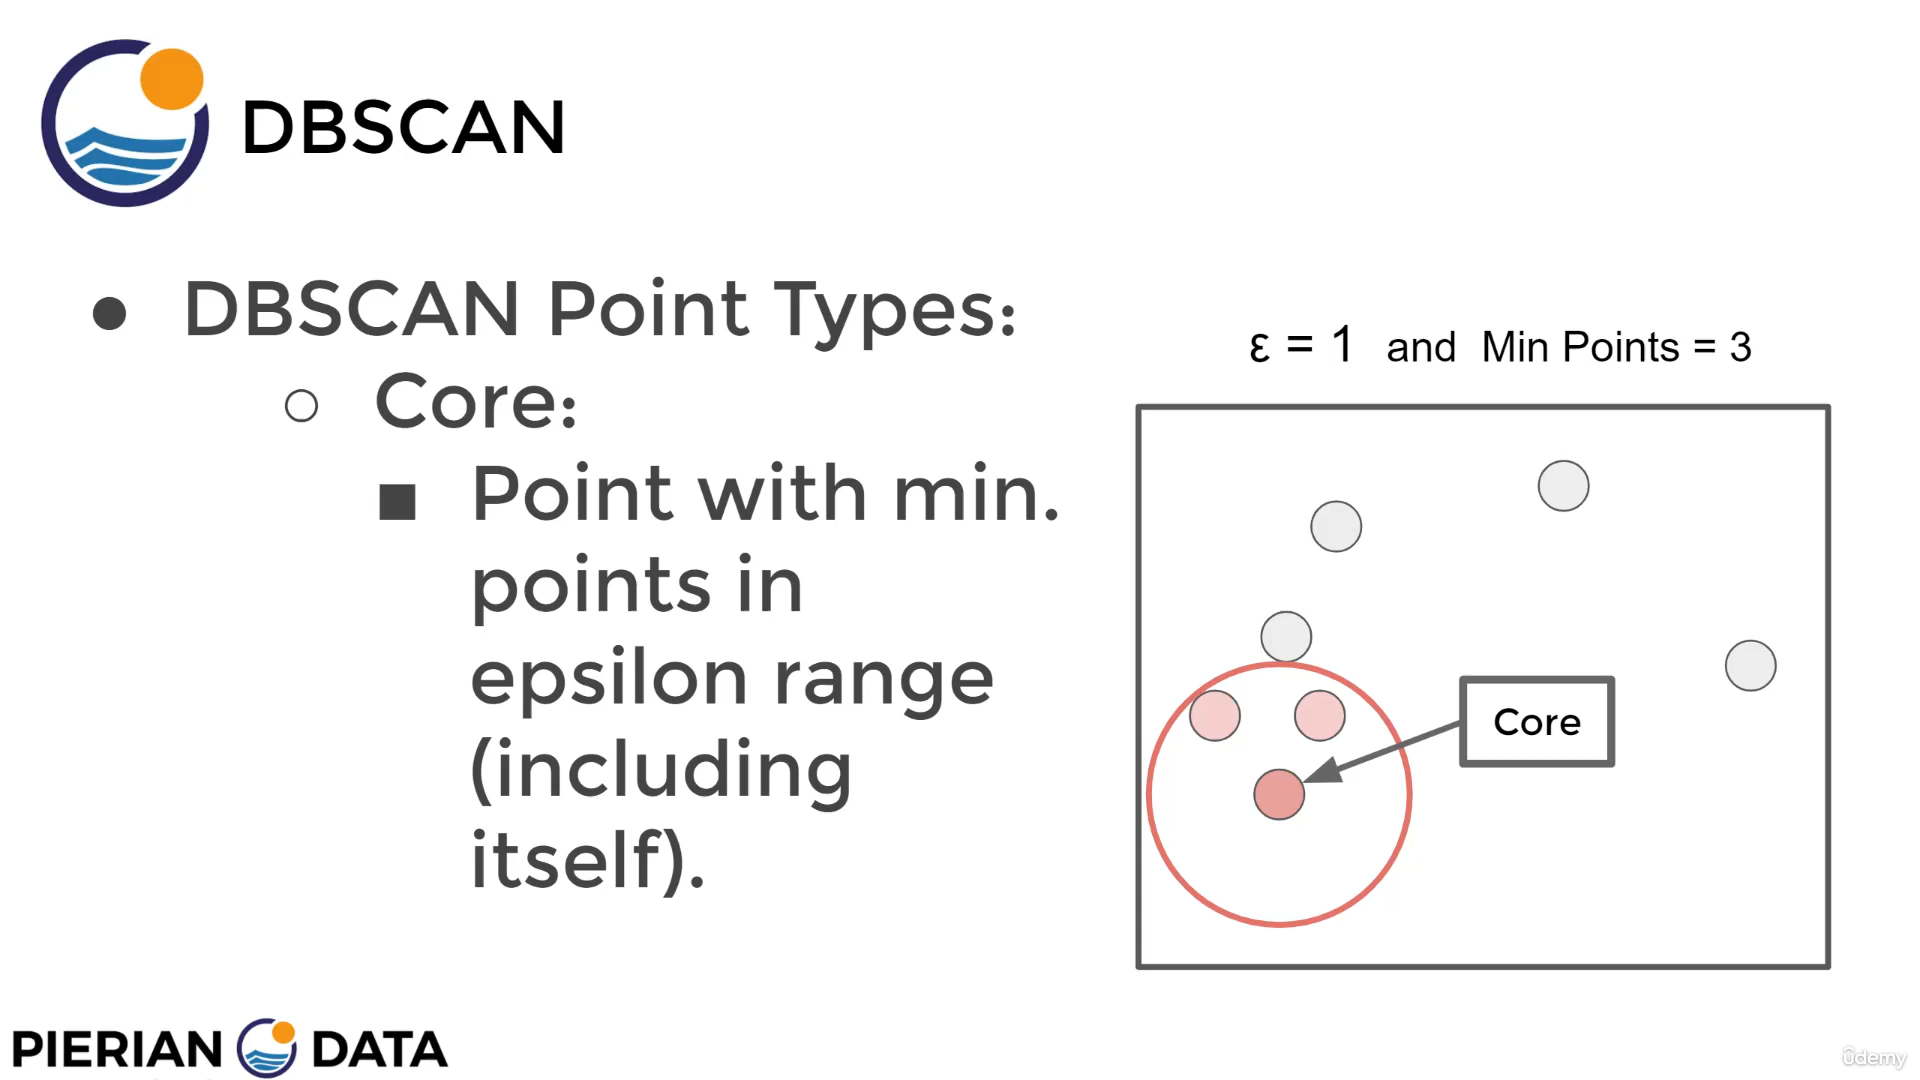 DBSCAN
● DBSCAN Point Types:
○ Core:
■ Point with min.
points in
epsilon range
(including
itself).
ε = 1 and Min Points = 3
Core
PIERIAN DATA
ûdemy